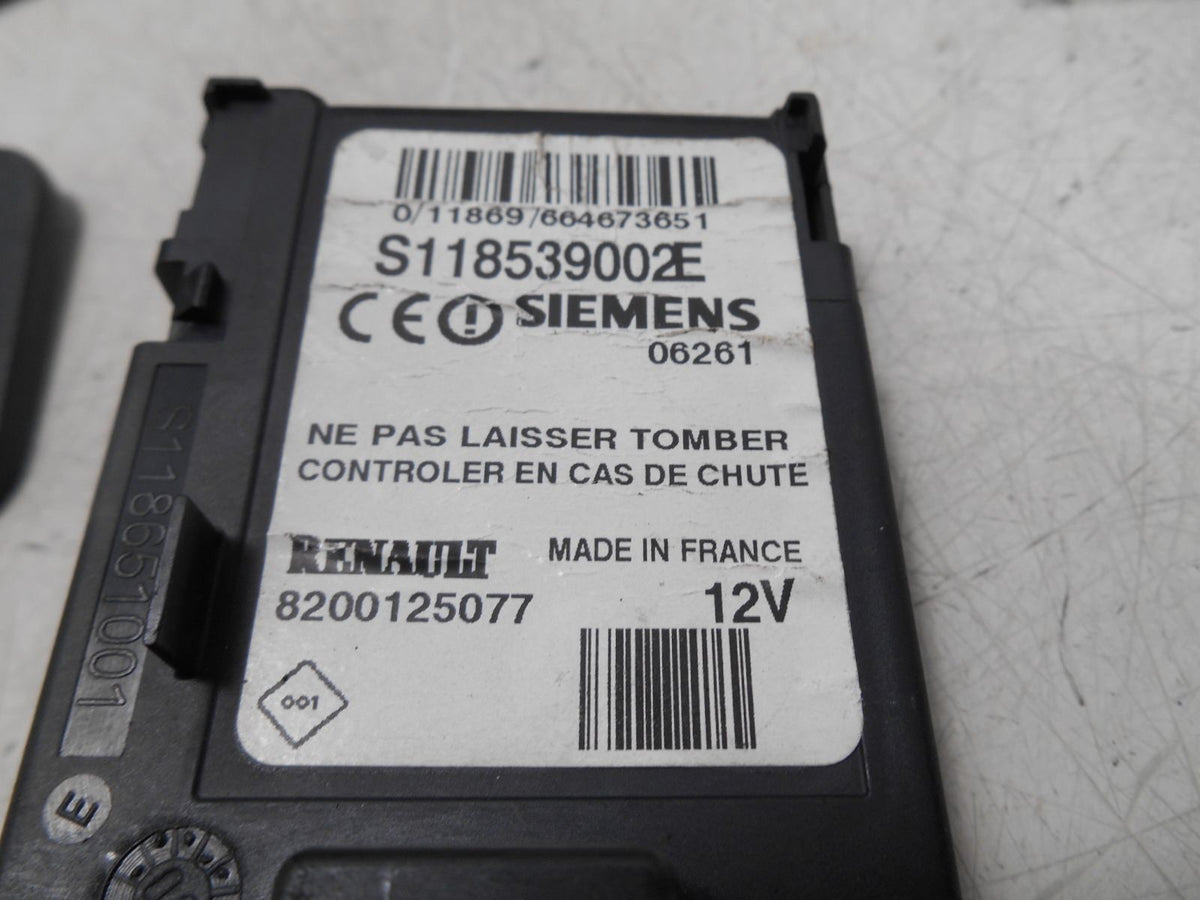 0/11869/664673651
S118539002E
CE SIEMENS
06261
NE PAS LAISSER TOMBER
CONTROLER EN CAS DE CHUTE
RENAULT MADE IN FRANCE
8200125077 12V
001
S118651001
E